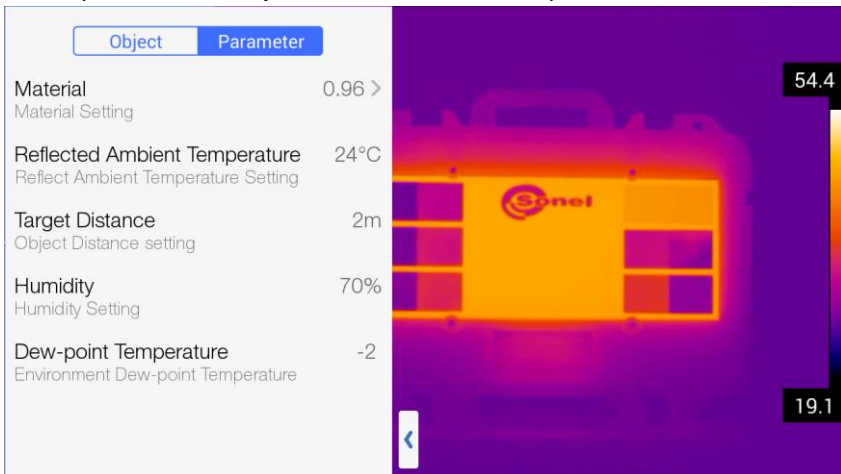 Object Parameter
Material 0.96 >
Material Setting
Reflected Ambient Temperature 24°C
Reflect Ambient Temperature Setting
Target Distance 2m
Object Distance setting
Humidity 70%
Humidity Setting
Dew-point Temperature -2
Environment Dew-point Temperature
54.4
Sonel
19.1